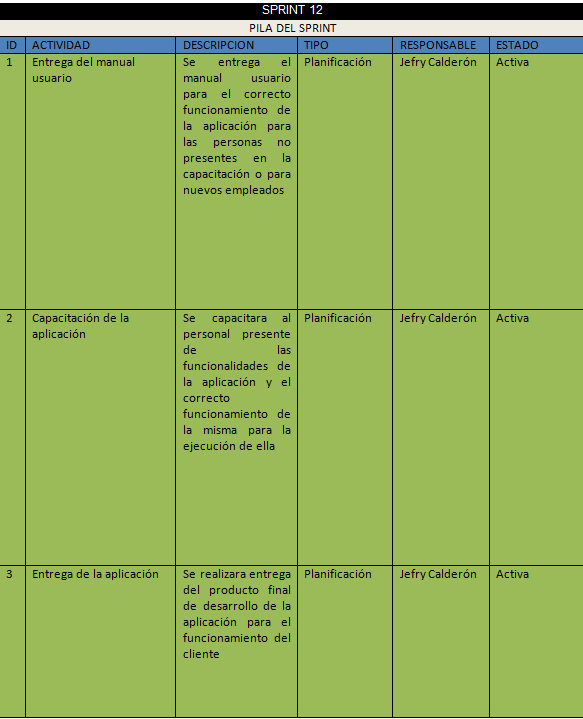 SPRINT 12
PILA DEL SPRINT
ID ACTIVIDAD DESCRIPCION TIPO RESPONSABLE ESTADO
1 Entrega del manual Se entrega el Planificación Jefry Calderón Activa
usuario manual usuario
para el correcto
funcionamiento de
la aplicación para
las personas no
presentes en la
capacitación o para
nuevos empleados
2 Capacitación de la Se capacitara al Planificación Jefry Calderón Activa
aplicación personal presente
de las
funcionalidades de
la aplicación y el
correcto
funcionamiento de
la misma para la
ejecución de ella
3 Entrega de la aplicación Se realizara entrega Planificación Jefry Calderón Activa
del producto final
de desarrollo de la
aplicación para el
funcionamiento del
cliente